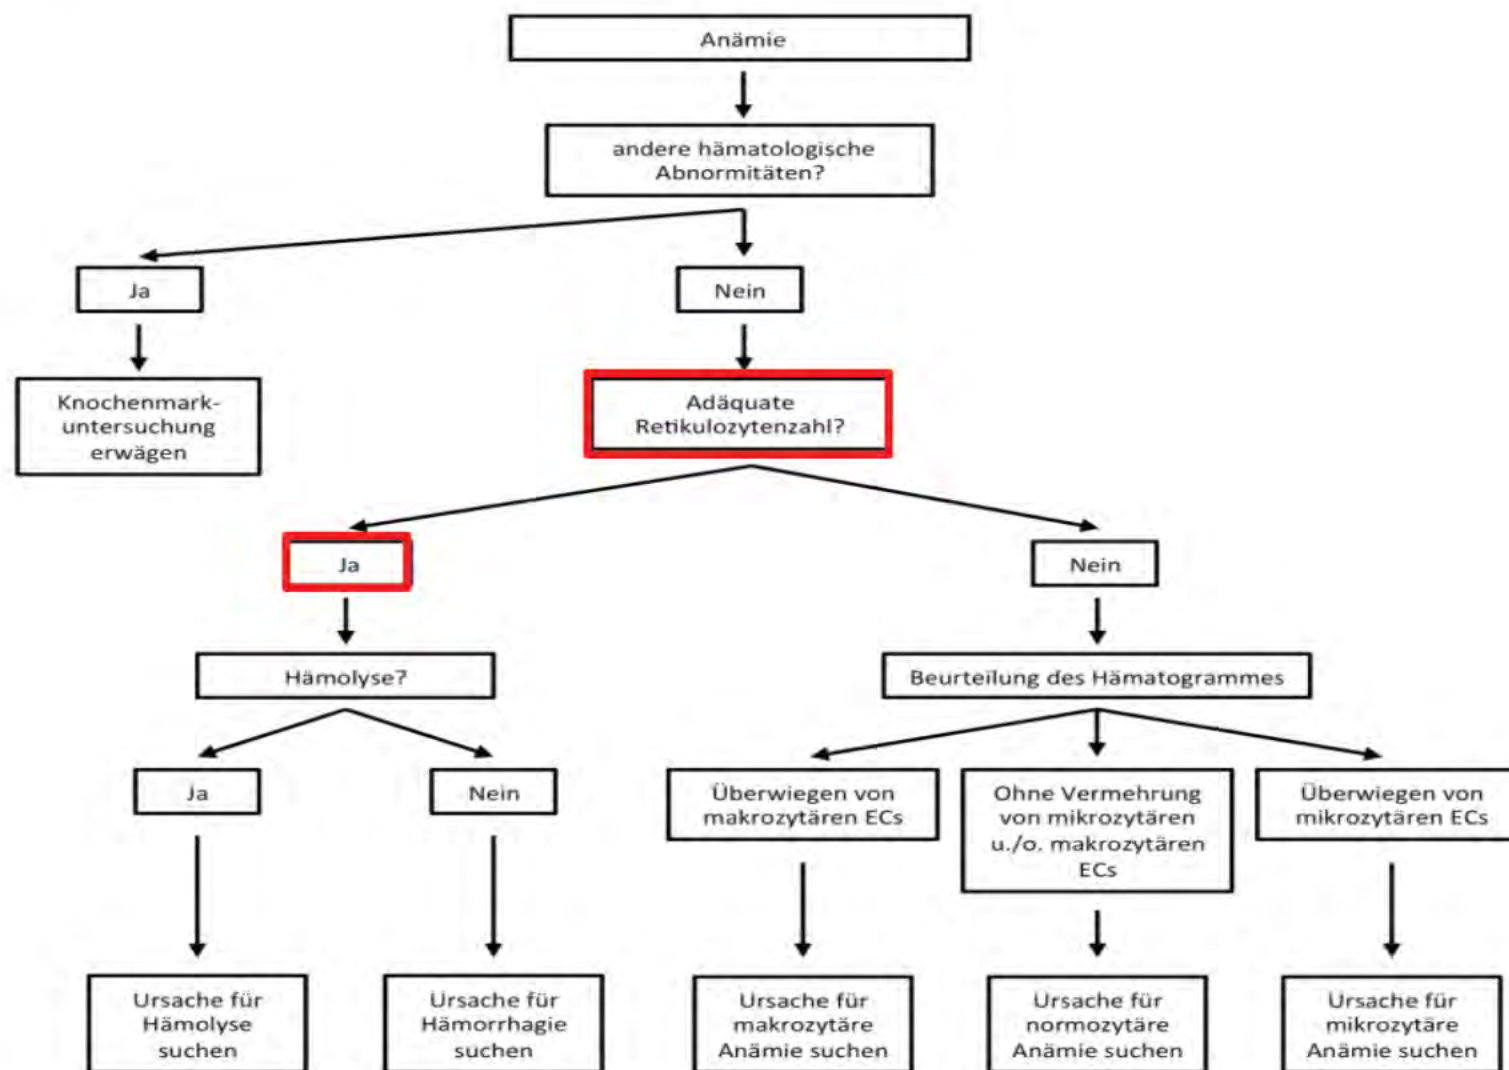 Anämie
andere hämatologische
Abnormitäten?
Ja
Nein
Knochenmark-
untersuchung
erwägen
Adäquate
Retikulozytenzahl?
Ja
Nein
Hämolyse?
Beurteilung des Hämatogrammes
Ja
Nein
Überwiegen von
makrozytären ECs
Ohne Vermehrung
von mikrozytären
u./o. makrozytären
ECs
Überwiegen von
mikrozytären ECs
Ursache für
Hämolyse
suchen
Ursache für
Hämorrhagie
suchen
Ursache für
makrozytäre
Anämie suchen
Ursache für
normozytäre
Anämie suchen
Ursache für
mikrozytäre
Anämie suchen